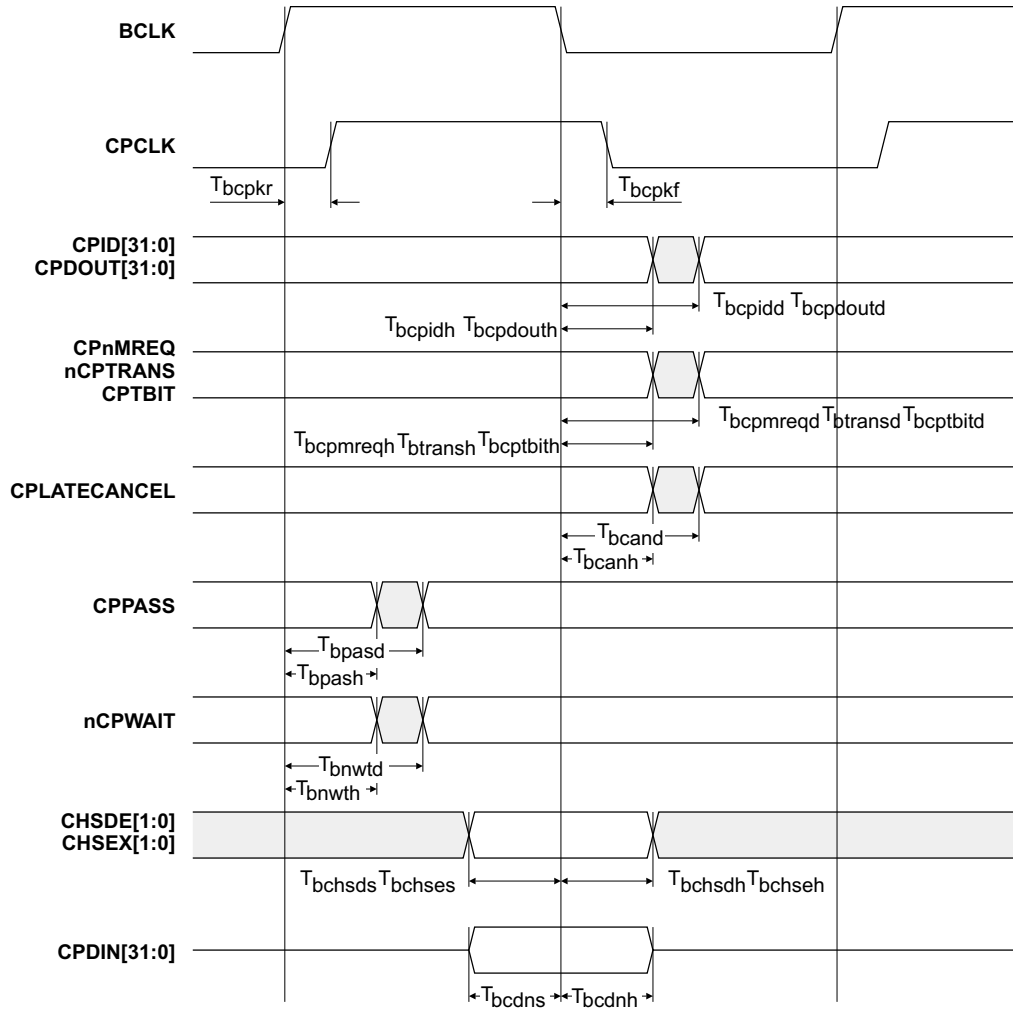 BCLK
CPCLK
Tbcpkr
Tbcpkf
CPID[31:0]
CPDOUT[31:0]
Tbcpidd Tbcpdoutd
Tbcpidh Tbcpdouth
CPnMREQ
nCPTRANS
CPTBIT
Tbcpmreqd Tbtransd Tbcptbitd
Tbcpmreqh Tbtransh Tbcptbith
CPLATECANCEL
Tbcand
Tbcanh
CPPASS
Tbpasd
Tbpash
nCPWAIT
Tbnwtd
Tbnwth
CHSDE[1:0]
CHSEX[1:0]
Tbchsds Tbchses
Tbchsdh Tbchseh
CPDIN[31:0]
Tbcdns
Tbcdnh